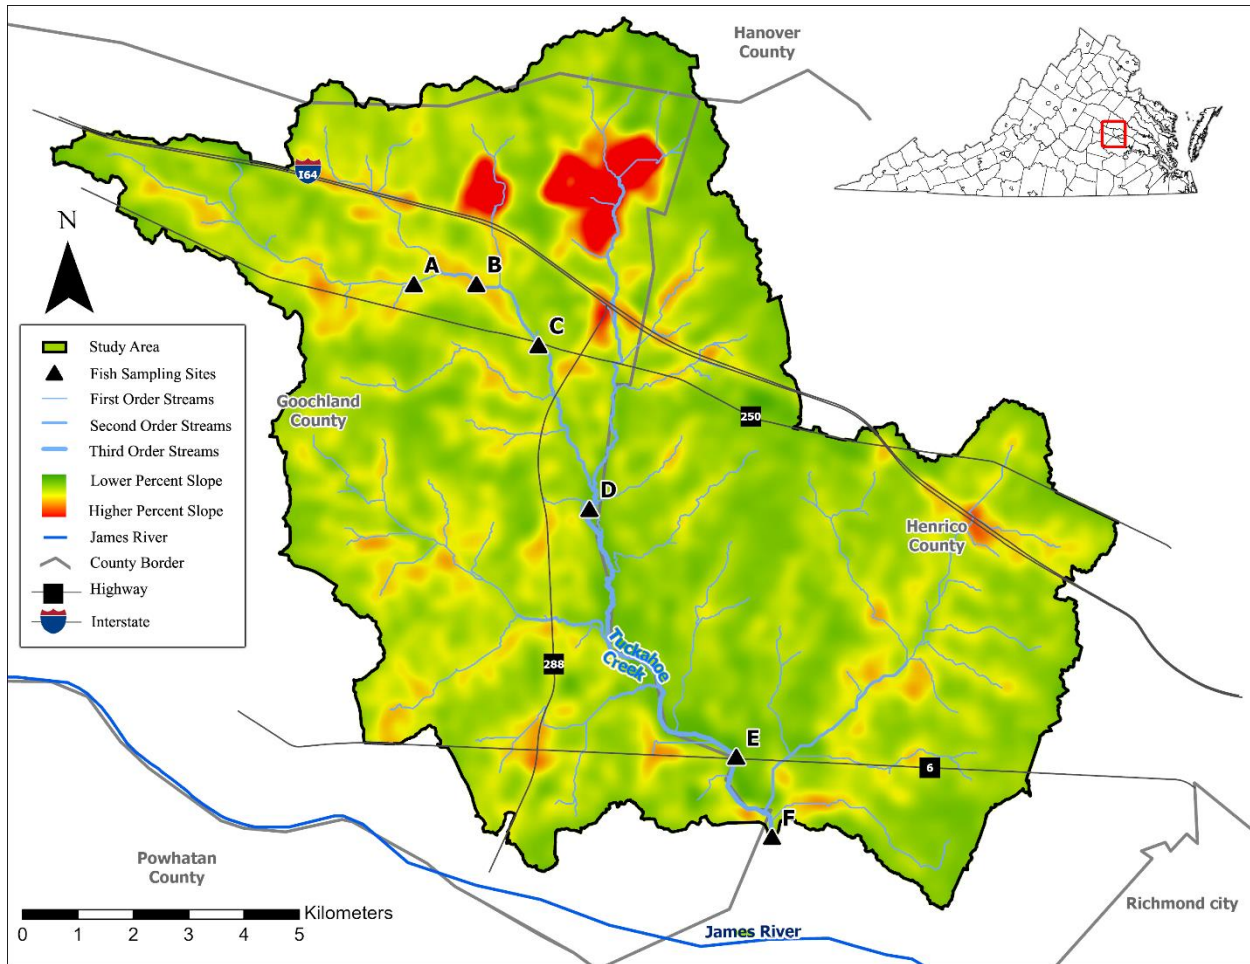 Hanover
County
I64
N
A
B
C
Study Area
Fish Sampling Sites
First Order Streams
Second Order Streams
Third Order Streams
Lower Percent Slope
Higher Percent Slope
James River
County Border
Highway
Interstate
Goochland
County
250
D
Henrico
County
Tuckahoe
Creek
288
E
6
F
Powhatan
County
Kilometers
0 1 2 3 4 5
James River
Richmond city